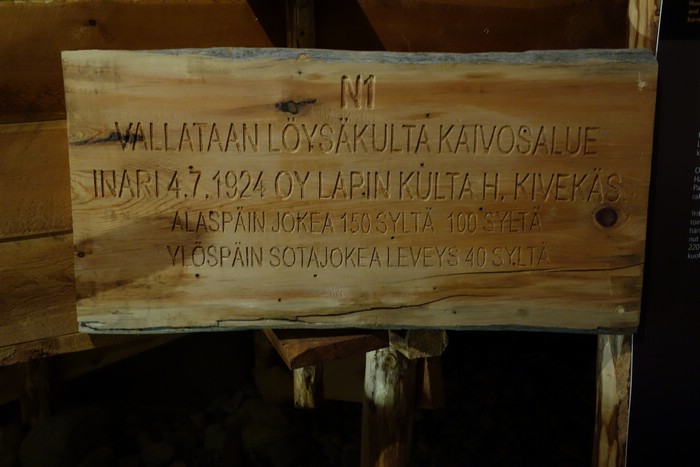 N1
VALLATAAN LÖYSÄKULTA KAIVOSALUE
INARI 4.7.1924 OY LAPIN KULTA H. KIVEKÄS
ALASPÄIN JOKEA 150 SYLTÄ 100 SYLTÄ
YLÖSPÄIN SOTAJOKEA LEVEYS 40 SYLTÄ